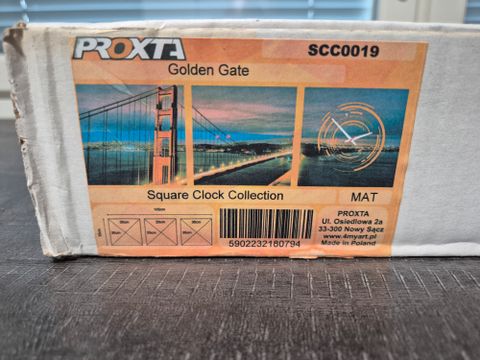 PROXTA
SCC0019
Golden Gate
Square Clock Collection
MAT
PROXTA
Ul. Osiedlowa 2a
33-300 Nowy Sącz
www.4myart.pl
Made in Poland
5902232180794